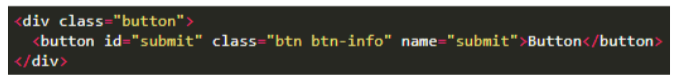 <div class="button">
<button id="submit" class="btn btn-info" name="submit">Button</button>
</div>